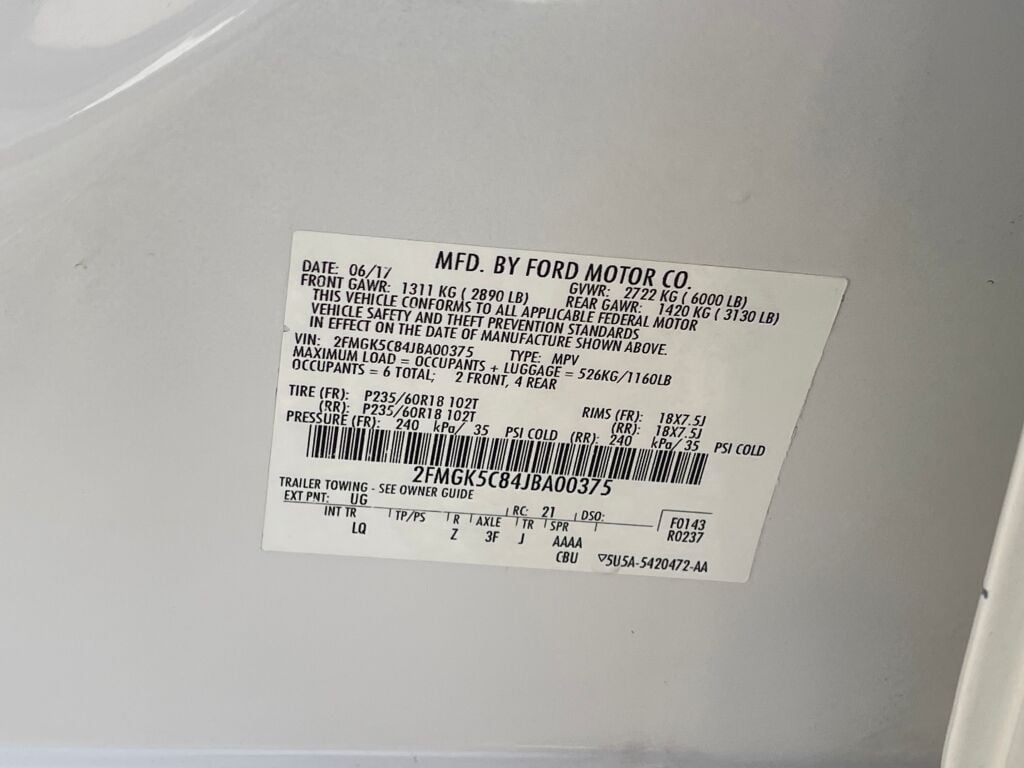 MFD. BY FORD MOTOR CO.
DATE: 06/17 GVWR: 2722 KG ( 6000 LB)
FRONT GAWR: 1311 KG ( 2890 LB) REAR GAWR: 1420 KG ( 3130 LB)
THIS VEHICLE CONFORMS TO ALL APPLICABLE FEDERAL MOTOR
VEHICLE SAFETY AND THEFT PREVENTION STANDARDS
IN EFFECT ON THE DATE OF MANUFACTURE SHOWN ABOVE.
VIN: 2FMGK5C84JBA00375 TYPE: MPV
MAXIMUM LOAD = OCCUPANTS + LUGGAGE = 526KG/1160LB
OCCUPANTS = 6 TOTAL; 2 FRONT, 4 REAR
TIRE (FR): P235/60R18 102T RIMS (FR): 18X7.5J
(RR): P235/60R18 102T (RR): 18X7.5J
PRESSURE (FR): 240 kPa/ 35 PSI COLD (RR): 240 kPa/ 35 PSI COLD
2FMGK5C84JBA00375
TRAILER TOWING - SEE OWNER GUIDE
EXT PNT: UG RC: 21 DSO: F0143
INT TR TP/PS R AXLE TR SPR R0237
LQ Z 3F J AAAA
CBU ▽5U5A-5420472-AA